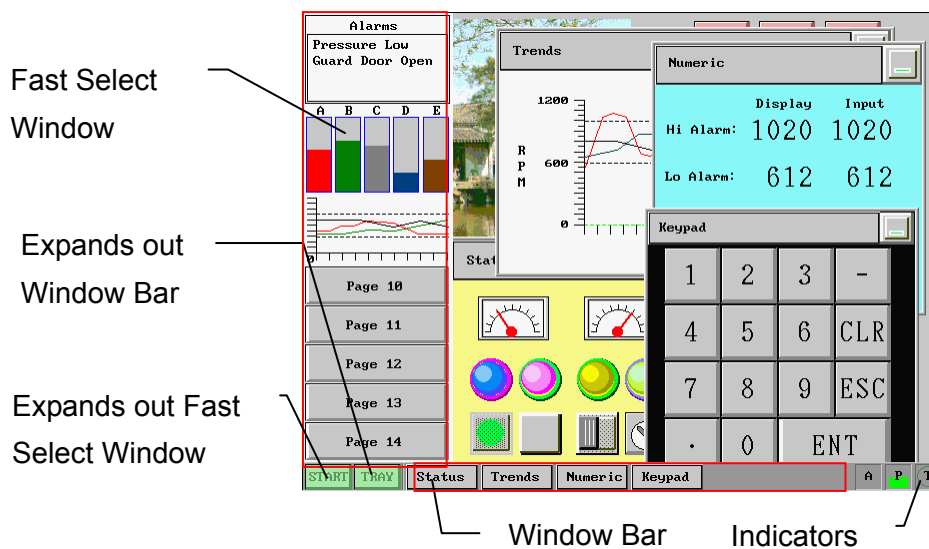 Alarms
Pressure Low
Guard Door Open
A B C D E
0
Page 10
Page 11
Page 12
Page 13
Page 14
Fast Select
Window
Expands out
Window Bar
Expands out Fast
Select Window
Trends
1200
R
P
M
600
0
Stat
Numeric
Display Input
Hi Alarm: 1020 1020
Lo Alarm: 612 612
Keypad
1 2 3 -
4 5 6 CLR
7 8 9 ESC
. 0 ENT
START TRAY Status Trends Numeric Keypad A P T
Window Bar
Indicators